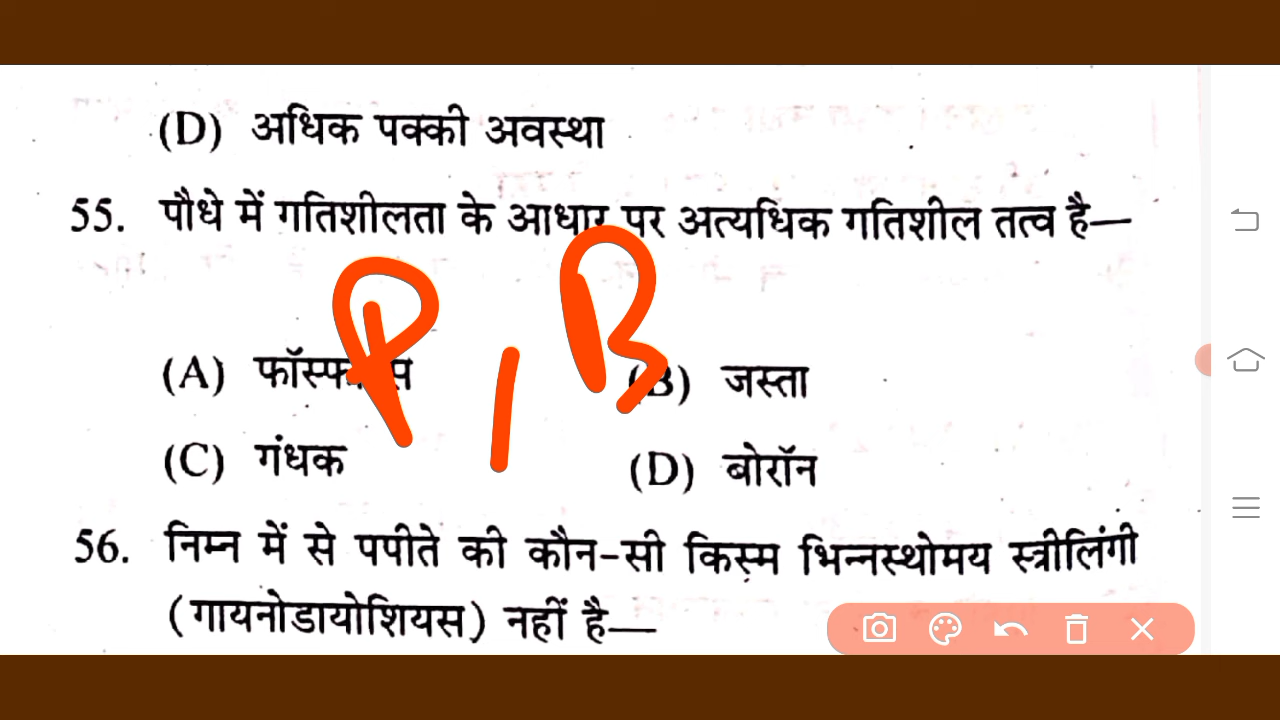 (D) अधिक पक्की अवस्था
55. पौधे में गतिशीलता के आधार पर अत्यधिक गतिशील तत्व है—
P, B
(A) फॉस्फोरस (B) जस्ता
(C) गंधक (D) बोरॉन
56. निम्न में से पपीते की कौन-सी किस्म भिन्नस्थोमय स्त्रीलिंगी
(गायनोडायोशियस) नहीं है—